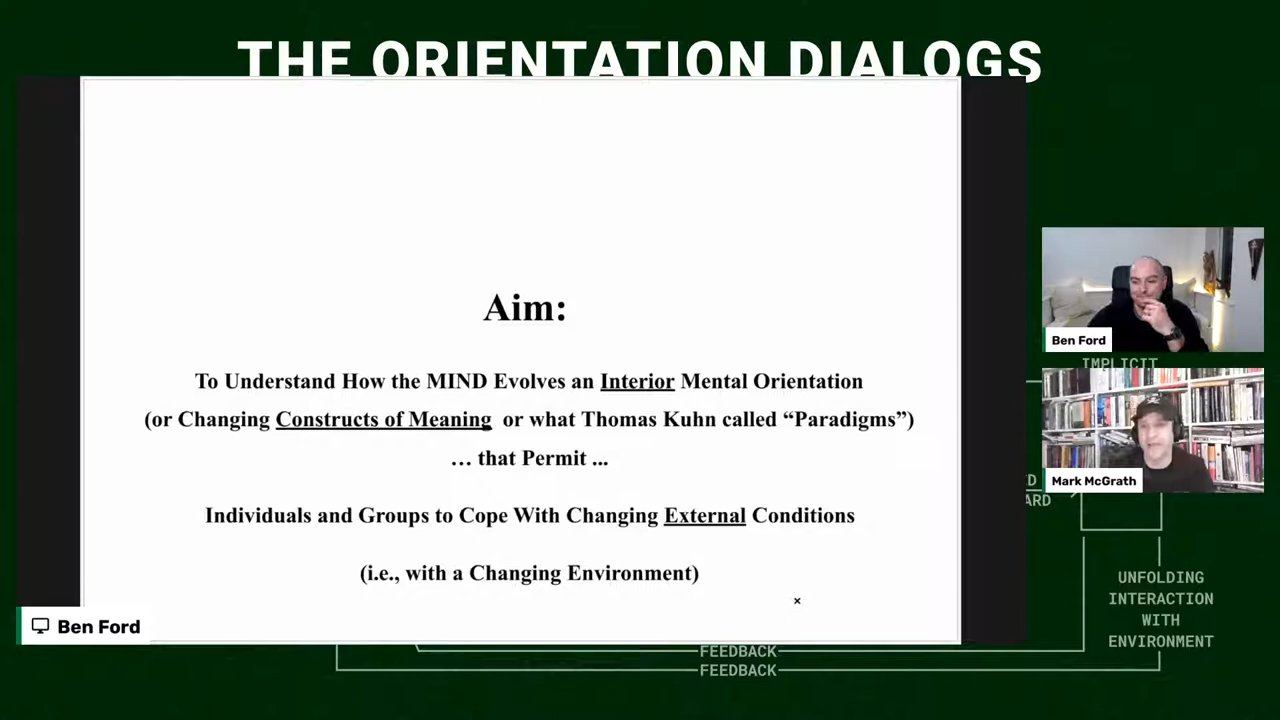 THE ORIENTATION DIALOGS
Aim:
To Understand How the MIND Evolves an Interior Mental Orientation
(or Changing Constructs of Meaning or what Thomas Kuhn called “Paradigms”)
… that Permit ...
Individuals and Groups to Cope With Changing External Conditions
(i.e., with a Changing Environment)
Ben Ford
Ben Ford
IMPLICIT
Mark McGrath
UNFOLDING
INTERACTION
WITH
ENVIRONMENT
FEEDBACK
FEEDBACK